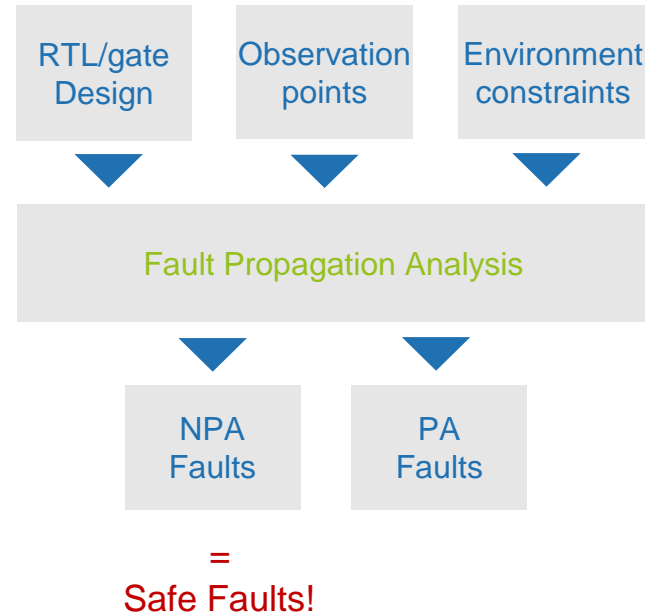 RTL/gate
Design
Observation
points
Environment
constraints
Fault Propagation Analysis
NPA
Faults
PA
Faults
=
Safe Faults!